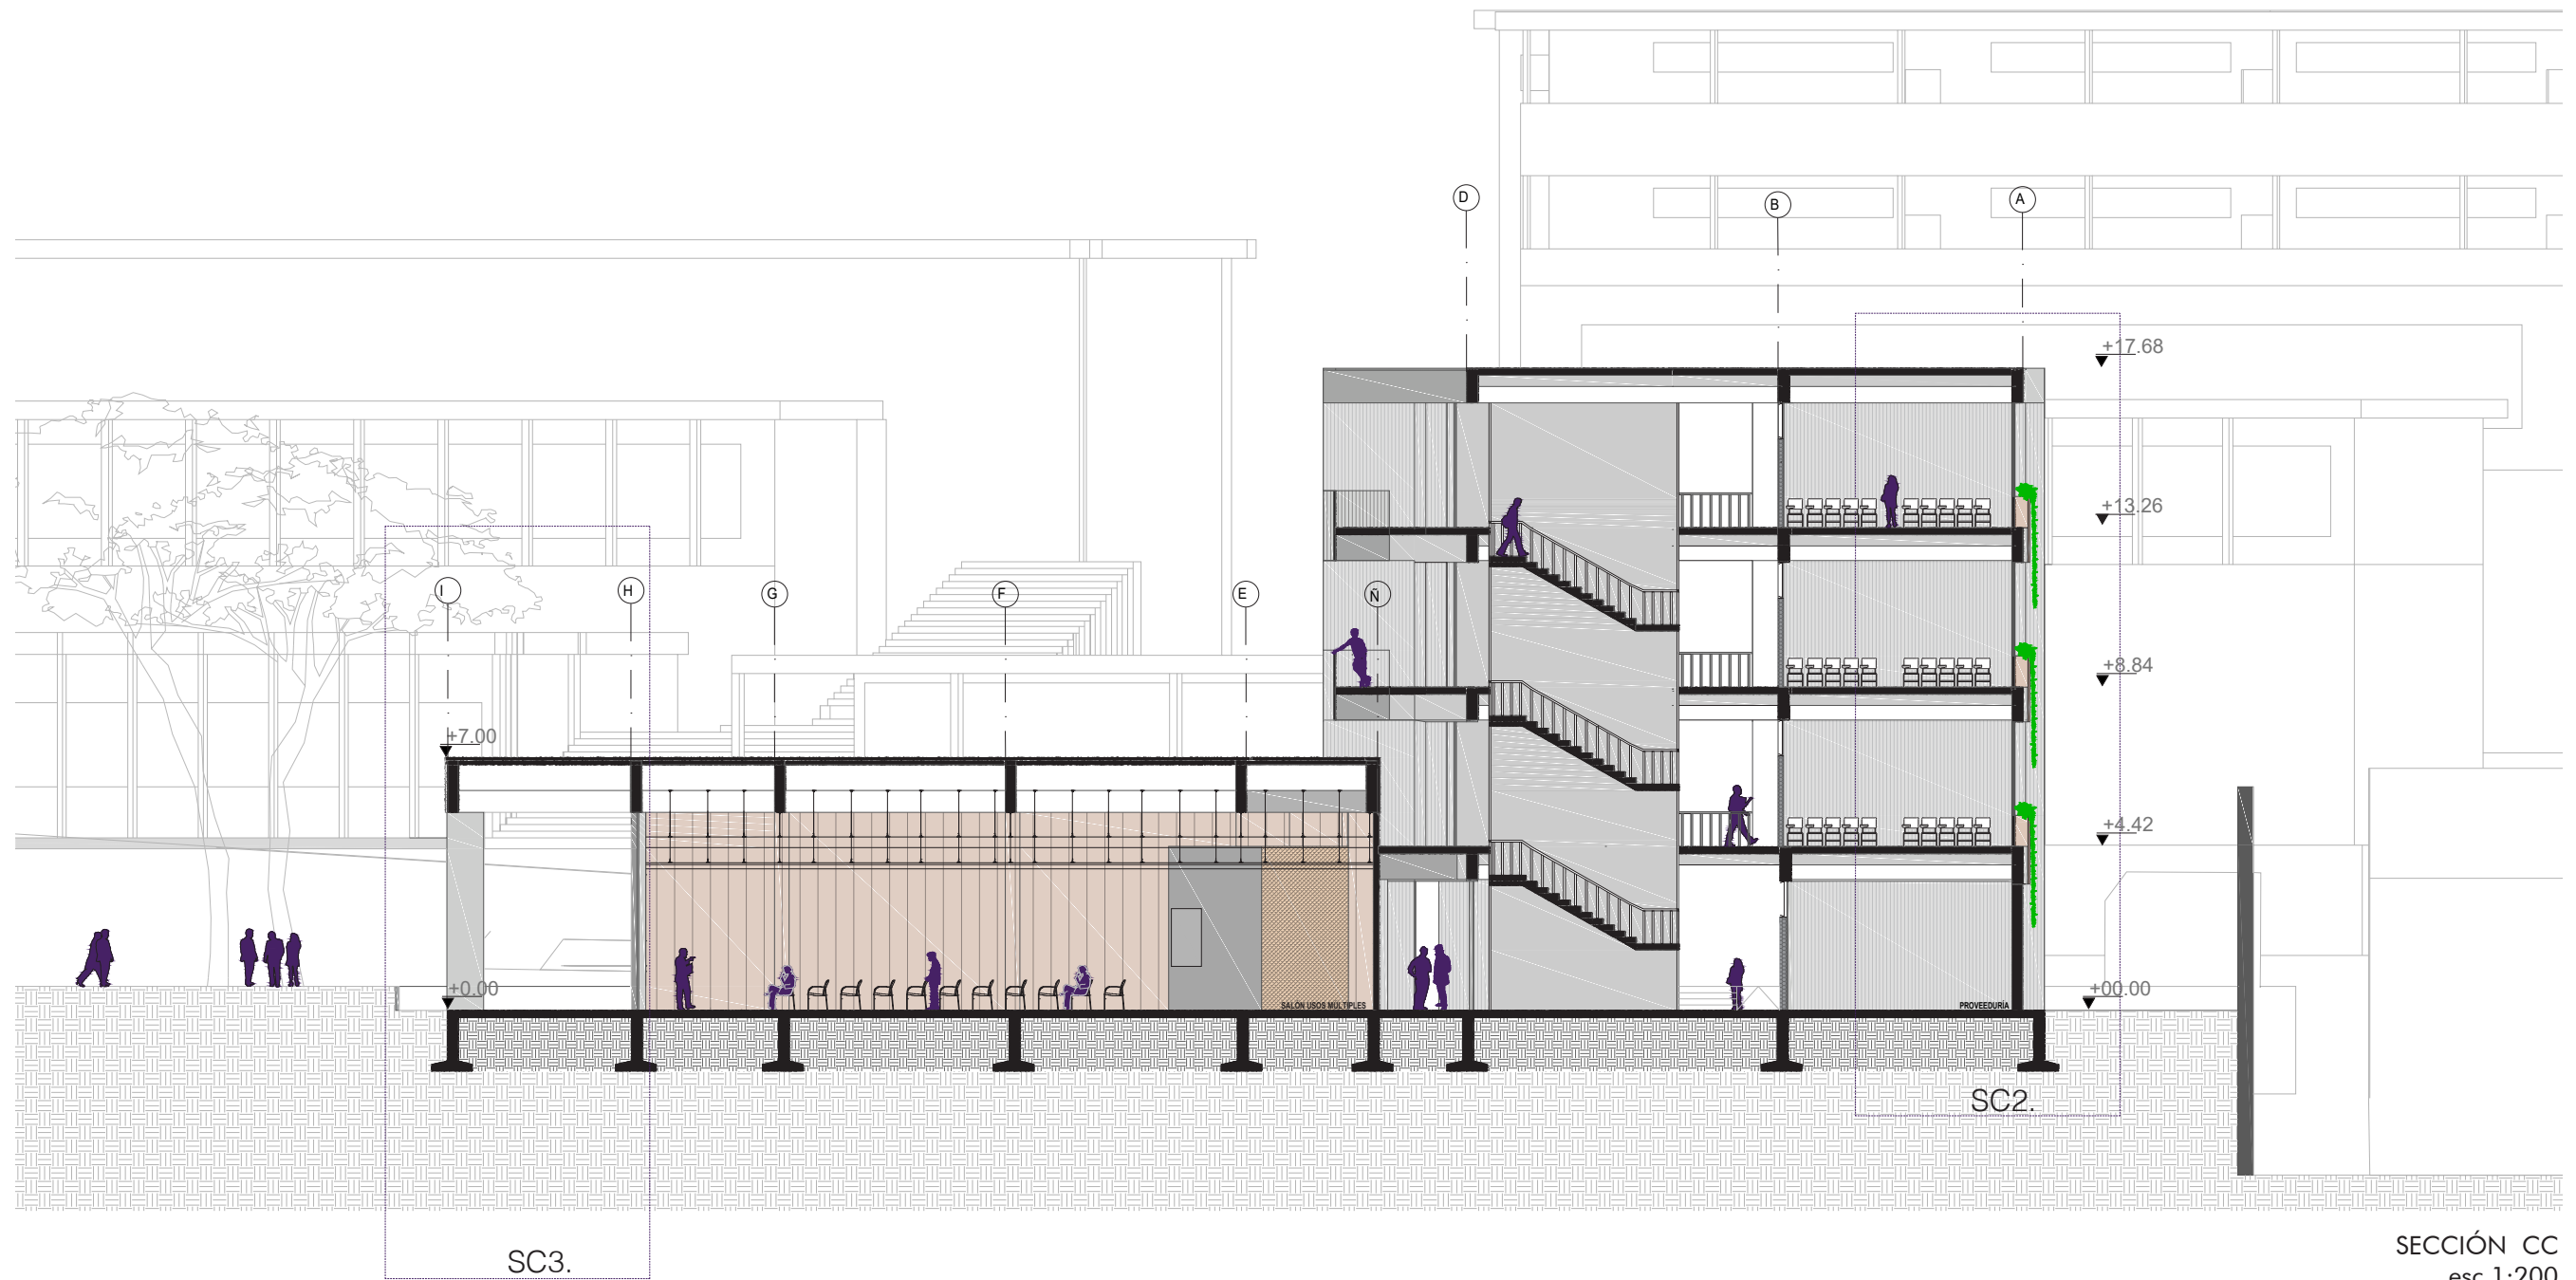 D
B
A
+17.68
+13.26
I
H
G
F
E
Ñ
+8.84
+7.00
+4.42
+0.00
+00.00
SALÓN USOS MÚLTIPLES
PROVEEDURÍA
SC2.
SC3.
SECCIÓN CC
esc 1:200